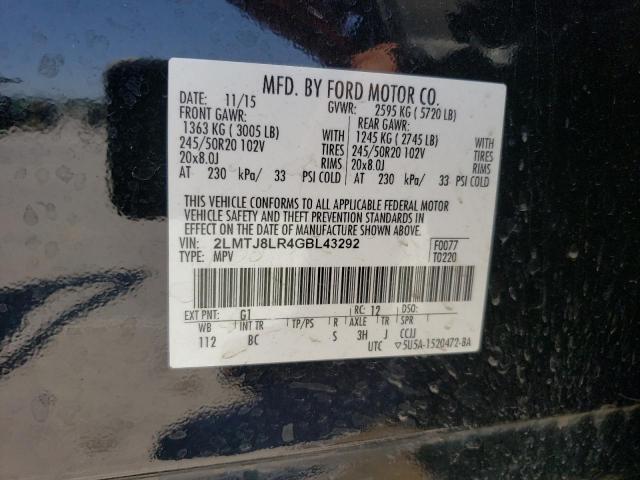 MFD. BY FORD MOTOR CO.
DATE: 11/15 GVWR: 2595 KG ( 5720 LB)
FRONT GAWR: REAR GAWR:
1363 KG ( 3005 LB) WITH 1245 KG ( 2745 LB) WITH
245/50R20 102V TIRES 245/50R20 102V TIRES
20x8.0J RIMS 20x8.0J RIMS
AT 230 kPa/ 33 PSI COLD AT 230 kPa/ 33 PSI COLD
THIS VEHICLE CONFORMS TO ALL APPLICABLE FEDERAL MOTOR
VEHICLE SAFETY AND THEFT PREVENTION STANDARDS IN
EFFECT ON THE DATE OF MANUFACTURE SHOWN ABOVE.
VIN: 2LMTJ8LR4GBL43292 F0077
TYPE: MPV T0220
EXT PNT: G1 RC: 12 DSO:
WB INT TR TP/PS R AXLE TR SPR
112 BC S 3H J CCJJ
UTC 5U5A-1520472-BA